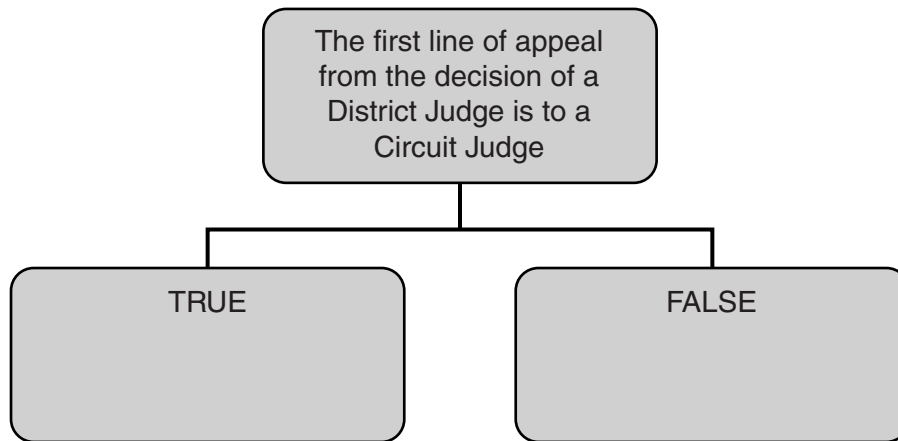 The first line of appeal
from the decision of a
District Judge is to a
Circuit Judge
TRUE
FALSE